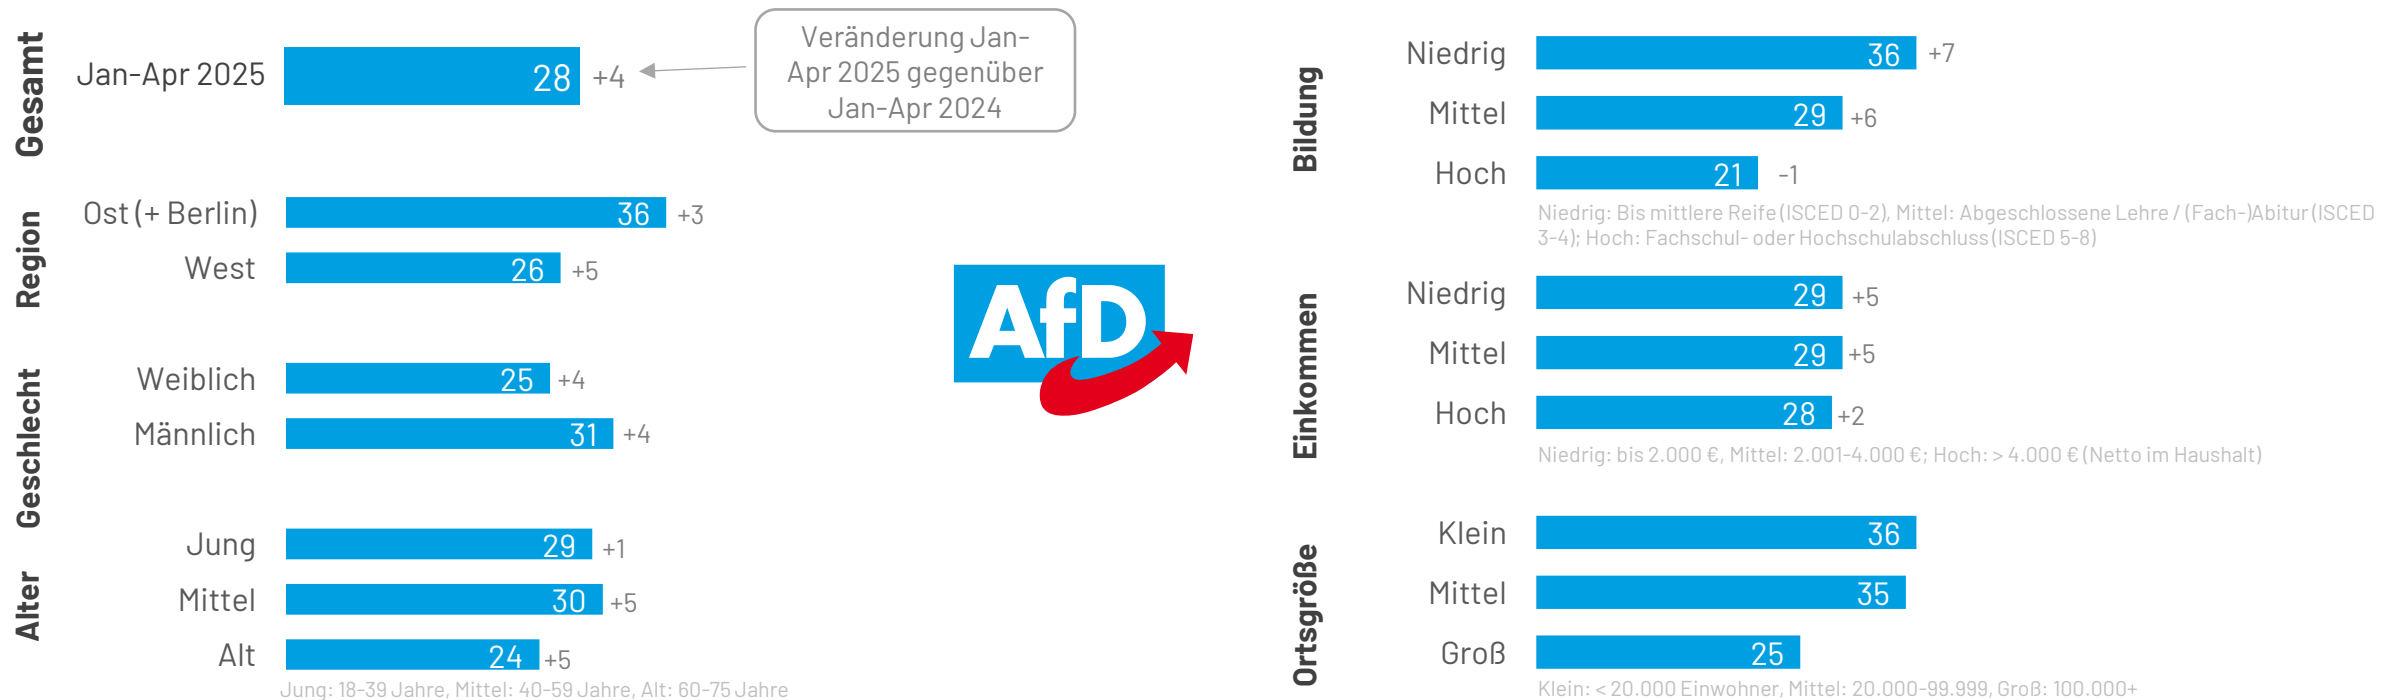 Gesamt
Jan-Apr 2025 28 +4
Veränderung Jan-
Apr 2025 gegenüber
Jan-Apr 2024
Region
Ost (+ Berlin) 36 +3
West 26 +5
Geschlecht
Weiblich 25 +4
Männlich 31 +4
Alter
Jung 29 +1
Mittel 30 +5
Alt 24 +5
Jung: 18-39 Jahre, Mittel: 40-59 Jahre, Alt: 60-75 Jahre
AfD
Bildung
Niedrig 36 +7
Mittel 29 +6
Hoch 21 -1
Niedrig: Bis mittlere Reife (ISCED 0-2), Mittel: Abgeschlossene Lehre / (Fach-)Abitur (ISCED
3-4); Hoch: Fachschul- oder Hochschulabschluss (ISCED 5-8)
Einkommen
Niedrig 29 +5
Mittel 29 +5
Hoch 28 +2
Niedrig: bis 2.000 €, Mittel: 2.001-4.000 €; Hoch: > 4.000 € (Netto im Haushalt)
Ortsgröße
Klein 36
Mittel 35
Groß 25
Klein: < 20.000 Einwohner, Mittel: 20.000-99.999, Groß: 100.000+